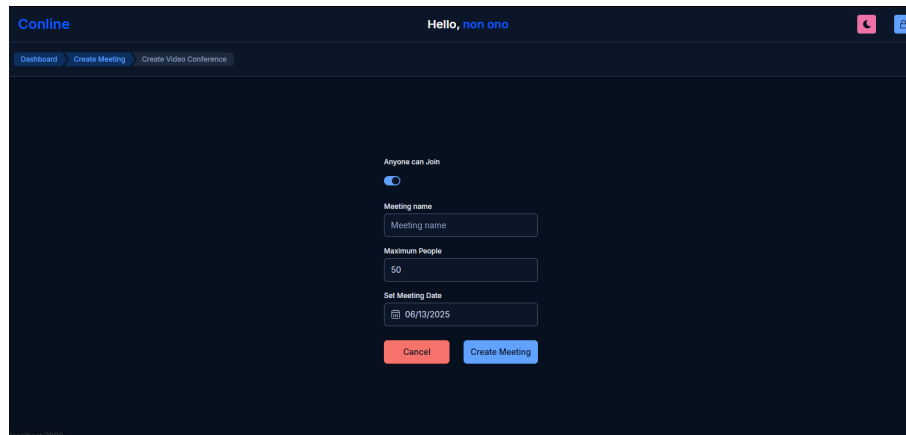 Conline
Hello, non ono
Dashboard Create Meeting Create Video Conference
Anyone can Join
Meeting name
Meeting name
Maximum People
50
Set Meeting Date
06/13/2025
Cancel Create Meeting